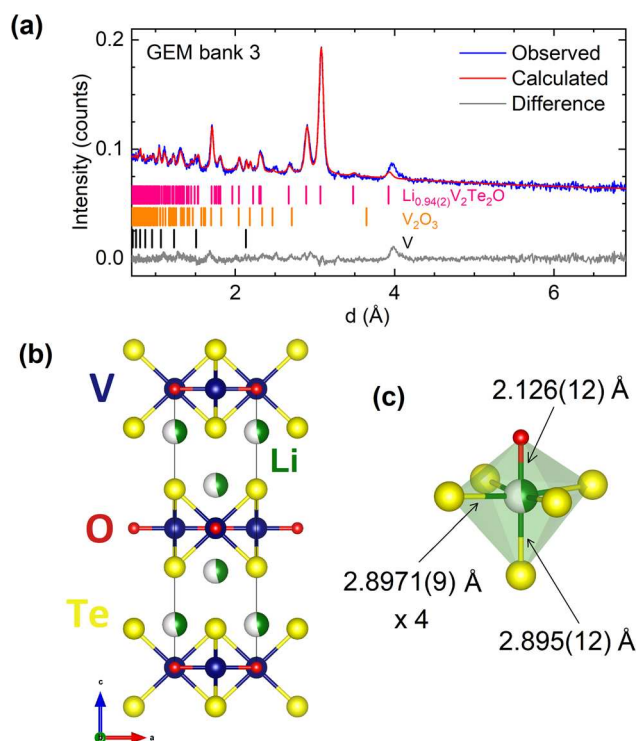 (a)
GEM bank 3
Observed
Calculated
Difference
Intensity (counts)
0.2
0.1
0.0
Li₀.₉₄₍₂₎V₂Te₂O
V₂O₃
V
2
4
6
d (Å)
(b)
V
Li
O
Te
c
a
(c)
2.126(12) Å
2.8971(9) Å
x 4
2.895(12) Å